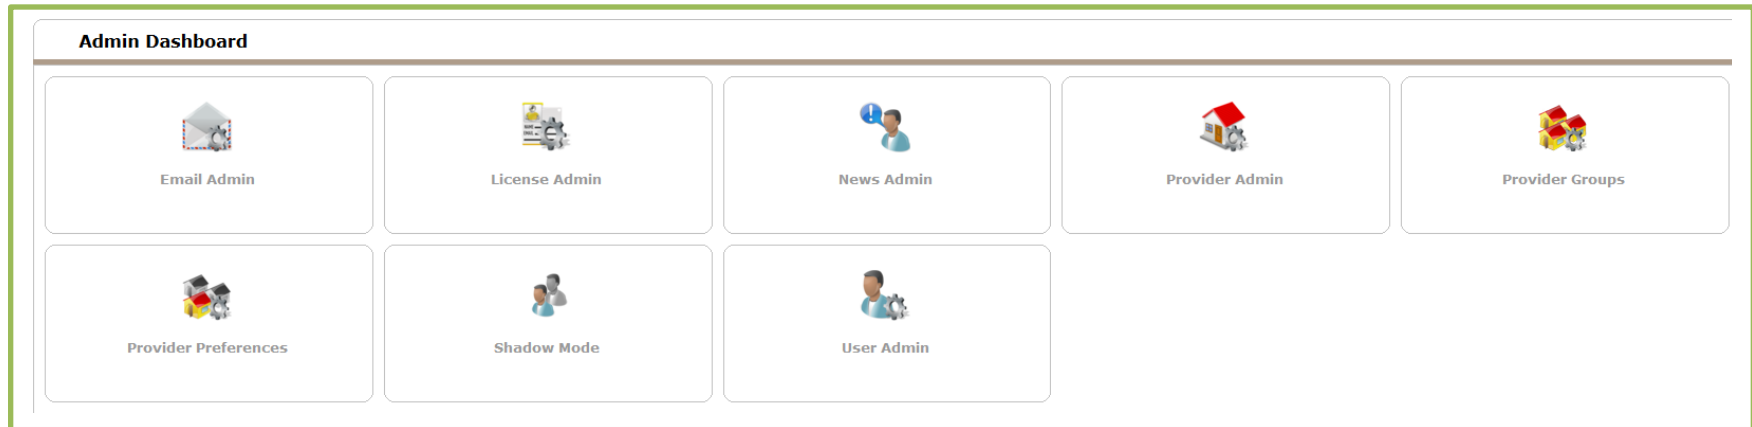 Admin Dashboard
Email Admin
License Admin
News Admin
Provider Admin
Provider Groups
Provider Preferences
Shadow Mode
User Admin